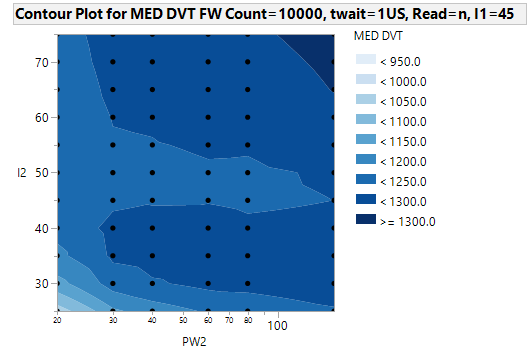 Contour Plot for MED DVT FW Count=10000, twait=1US, Read=n, I1=45
MED DVT
< 950.0
< 1000.0
< 1050.0
< 1100.0
< 1150.0
< 1200.0
< 1250.0
< 1300.0
>= 1300.0
I2
70
60
50
40
30
20 30 40 50 60 70 80 100
PW2